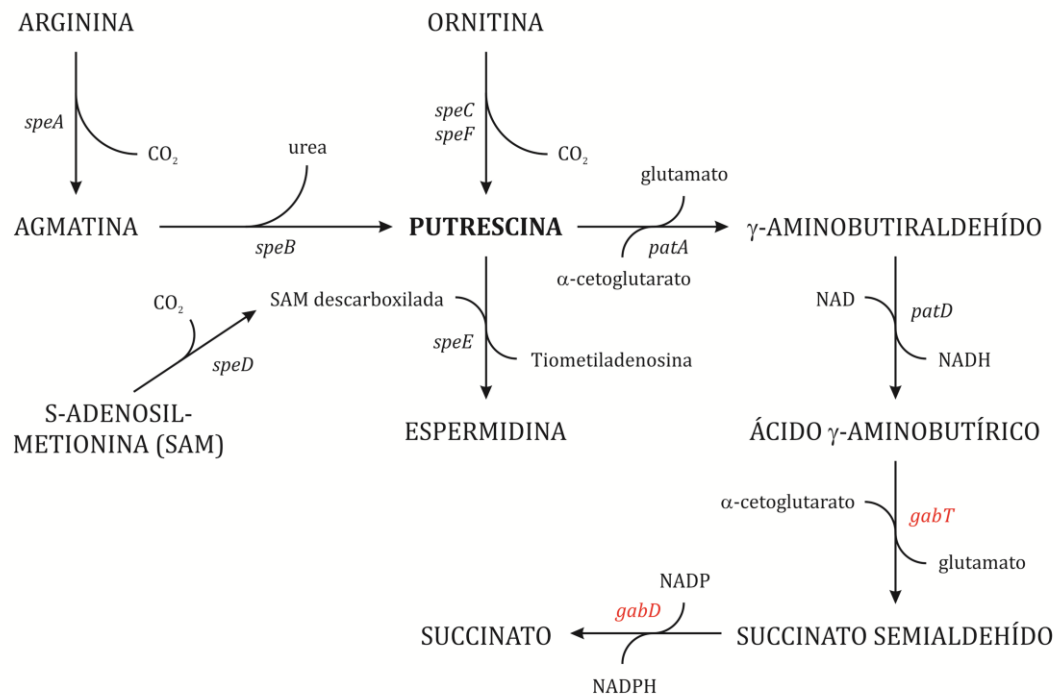 ARGININA
ORNITINA
speA
CO2
urea
speC
speF
CO2
glutamato
AGMATINA
speB
PUTRESCINA
patA
α-cetoglutarato
γ-AMINOBUTIRALDEHÍDO
CO2
speD
SAM descarboxilada
speE
Tiometiladenosina
NAD
patD
NADH
S-ADENOSIL-
METIONINA (SAM)
ESPERMIDINA
ÁCIDO γ-AMINOBUTÍRICO
α-cetoglutarato
gabT
glutamato
NADP
gabD
SUCCINATO
SUCCINATO SEMIALDEHÍDO
NADPH